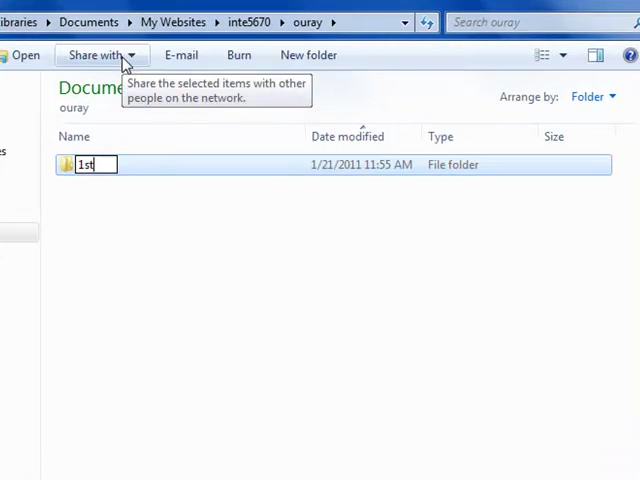 ibraries Documents My Websites inte5670 ouray Search ouray
Open Share with E-mail Burn New folder
Share the selected items with other
people on the network.
Docume
ouray
Arrange by: Folder
Name Date modified Type Size
1st 1/21/2011 11:55 AM File folder
es